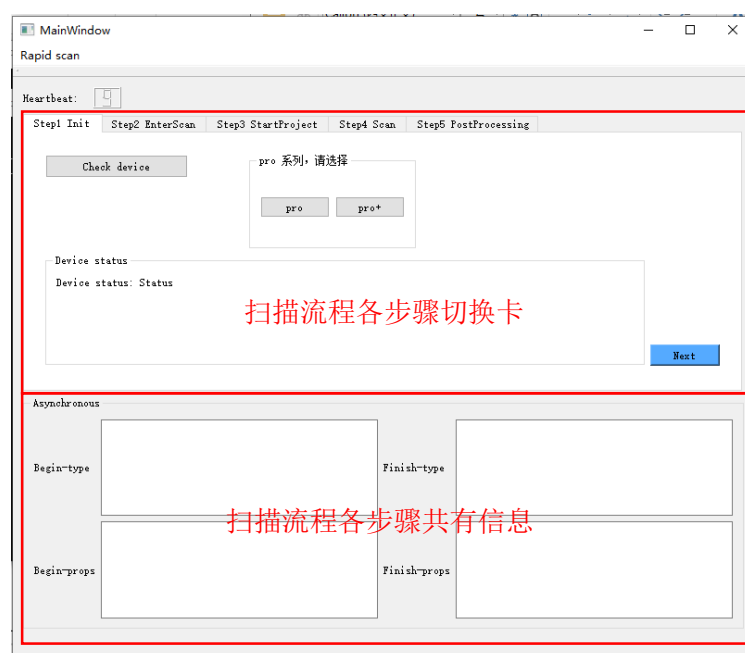 MainWindow
Rapid scan
Heartbeat:
Step1 Init Step2 EnterScan Step3 StartProject Step4 Scan Step5 PostProcessing
Check device
pro 系列，请选择
pro pro+
Device status
Device status: Status
扫描流程各步骤切换卡
Next
Asynchronous
Begin-type Finish-type
扫描流程各步骤共有信息
Begin-props Finish-props